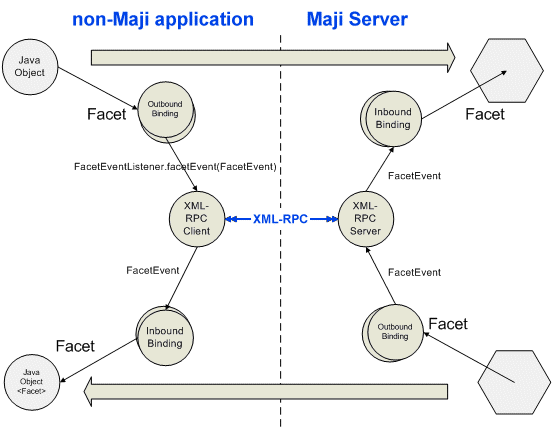 non-Maji application
Maji Server
Java
Object
Outbound
Binding
Facet
Inbound
Binding
Facet
FacetEventListener.facetEvent(FacetEvent)
FacetEvent
XML-
RPC
Client
XML-RPC
XML-
RPC
Server
FacetEvent
FacetEvent
Inbound
Binding
Facet
Outbound
Binding
Facet
Java
Object
<Facet>